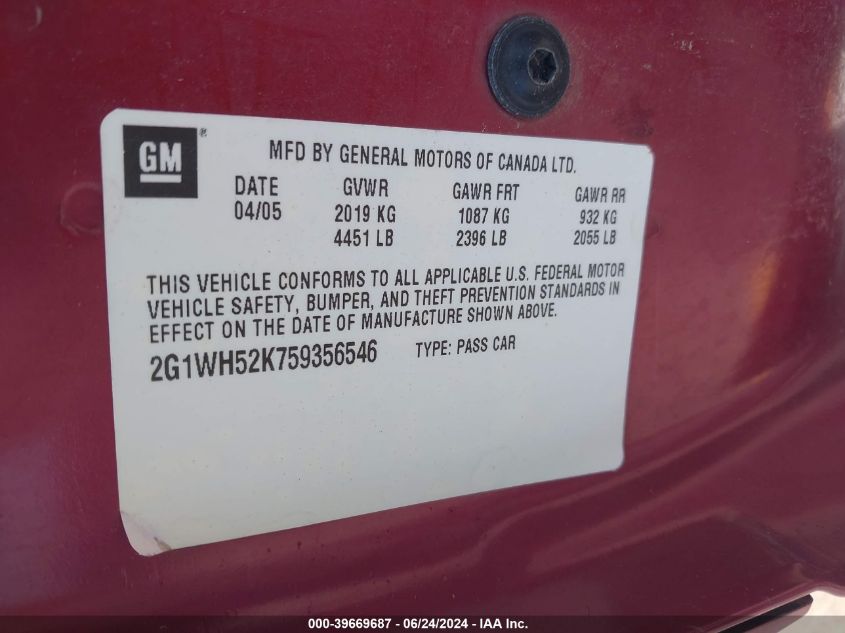 GM®
MFD BY GENERAL MOTORS OF CANADA LTD.
DATE GVWR GAWR FRT GAWR RR
04/05 2019 KG 1087 KG 932 KG
4451 LB 2396 LB 2055 LB
THIS VEHICLE CONFORMS TO ALL APPLICABLE U.S. FEDERAL MOTOR
VEHICLE SAFETY, BUMPER, AND THEFT PREVENTION STANDARDS IN
EFFECT ON THE DATE OF MANUFACTURE SHOWN ABOVE.
2G1WH52K759356546 TYPE: PASS CAR
000-39669687 - 06/24/2024 - IAA Inc.